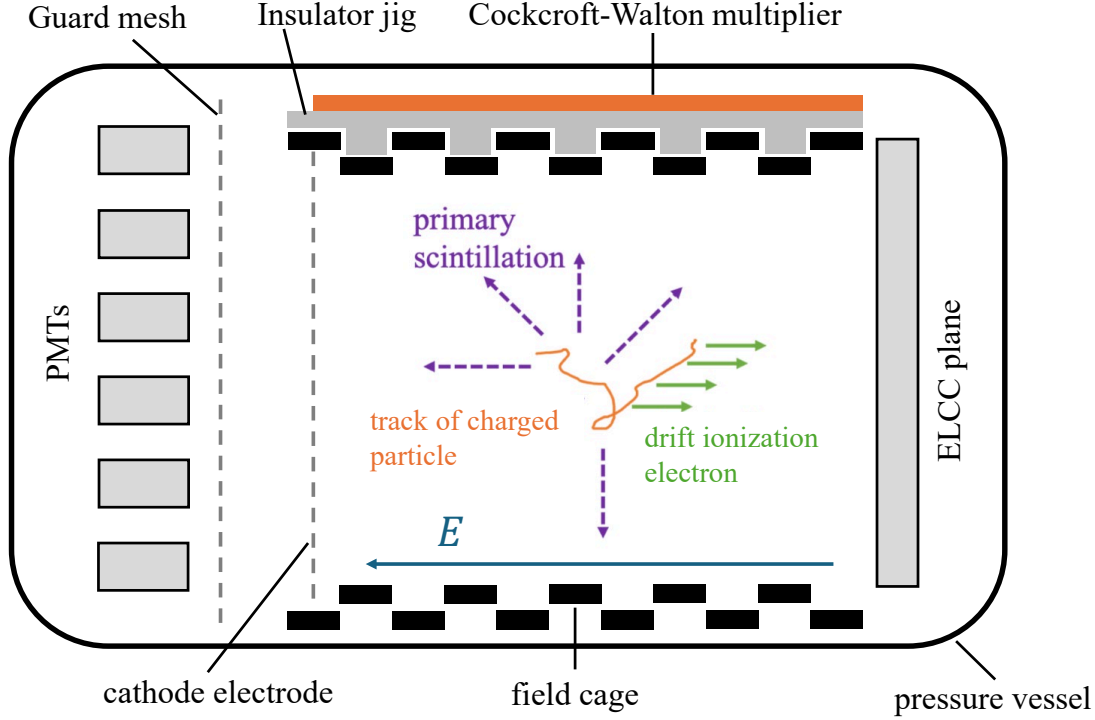 Guard mesh
Insulator jig
Cockcroft-Walton multiplier
primary
scintillation
PMTs
ELCC plane
track of charged
particle
drift ionization
electron
E
cathode electrode
field cage
pressure vessel